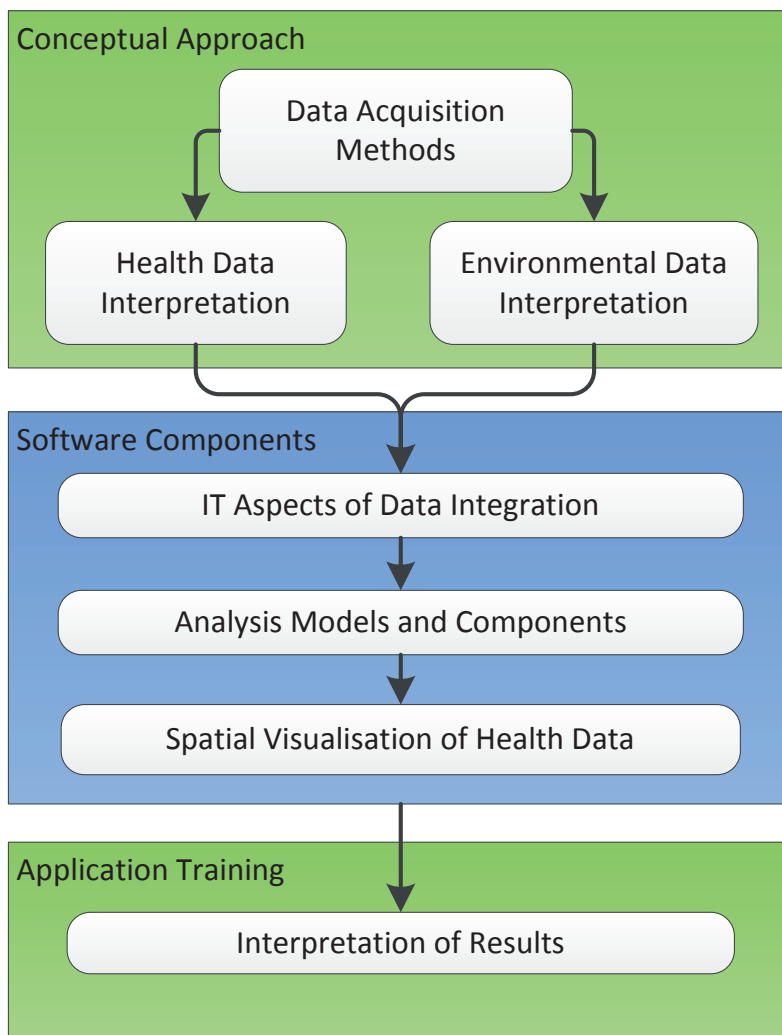 Conceptual Approach
Data Acquisition
Methods
Health Data
Interpretation
Environmental Data
Interpretation
Software Components
IT Aspects of Data Integration
Analysis Models and Components
Spatial Visualisation of Health Data
Application Training
Interpretation of Results